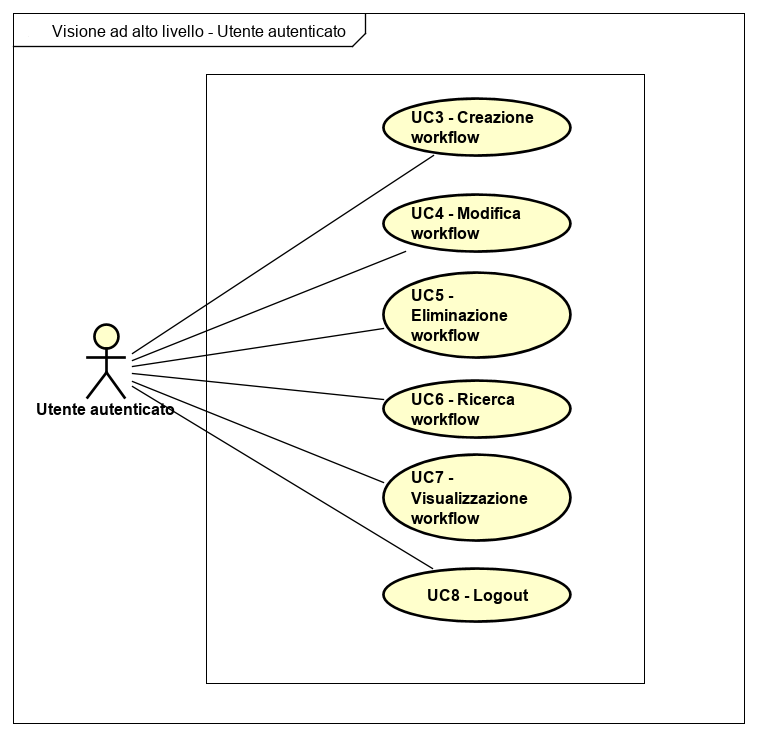 Visione ad alto livello - Utente autenticato
UC3 - Creazione
workflow
UC4 - Modifica
workflow
UC5 -
Eliminazione
workflow
UC6 - Ricerca
workflow
Utente autenticato
UC7 -
Visualizzazione
workflow
UC8 - Logout